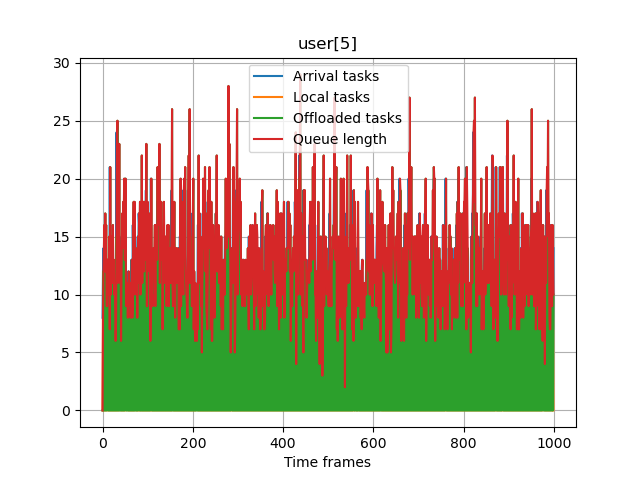 user[5]
30
25
20
15
10
5
0
Arrival tasks
Local tasks
Offloaded tasks
Queue length
0 200 400 600 800 1000
Time frames